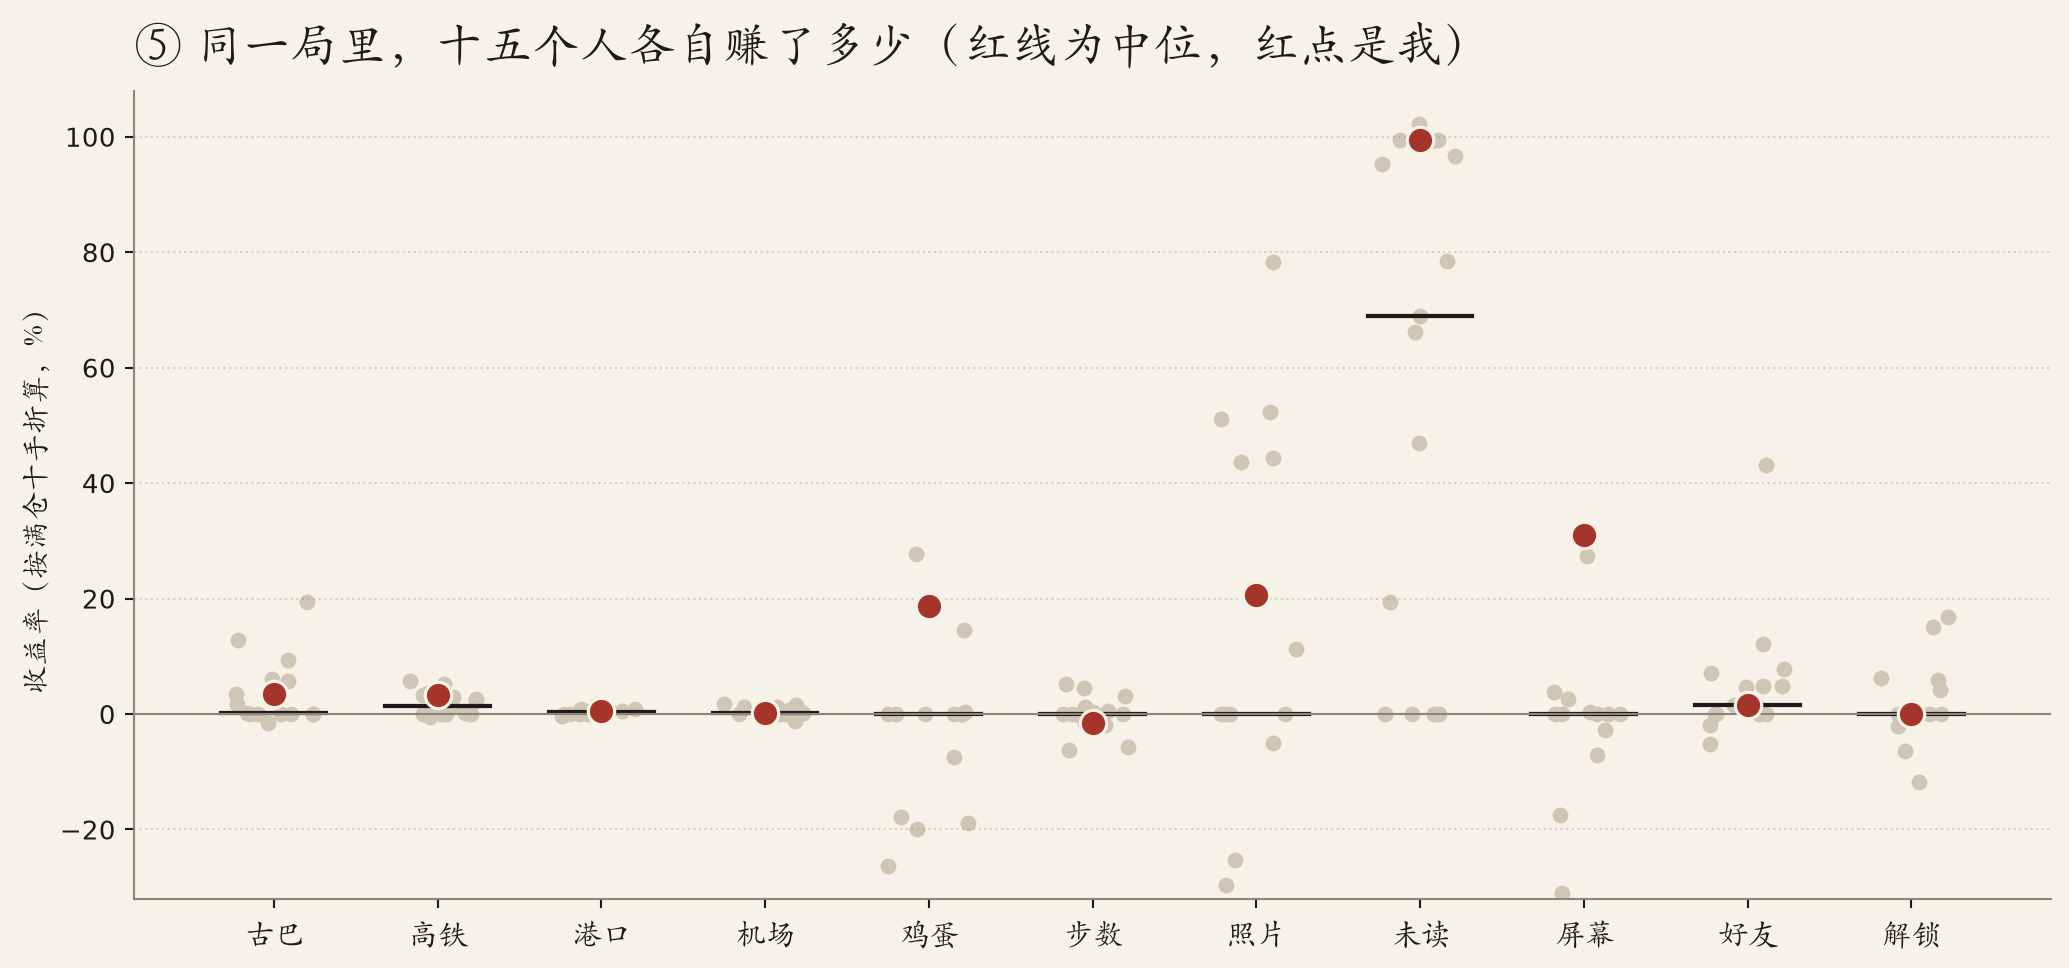 ⑤ 同一局里，十五个人各自赚了多少（红线为中位，红点是我）
收益率（按满仓十手折算，%）
100
80
60
40
20
0
−20
古巴 高铁 港口 机场 鸡蛋 步数 照片 未读 屏幕 好友 解锁